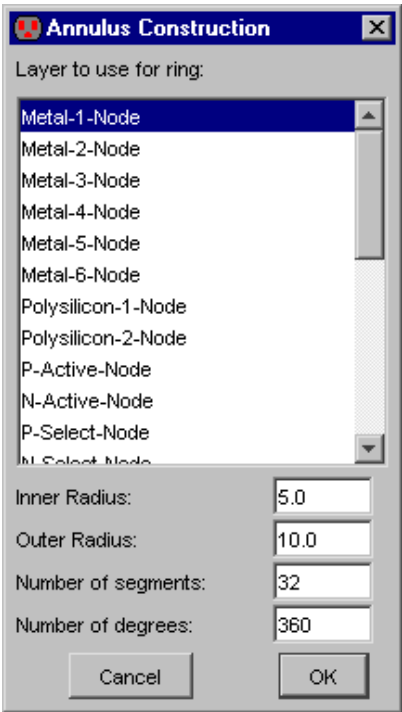 Annulus Construction
Layer to use for ring:
Metal-1-Node
Metal-2-Node
Metal-3-Node
Metal-4-Node
Metal-5-Node
Metal-6-Node
Polysilicon-1-Node
Polysilicon-2-Node
P-Active-Node
N-Active-Node
P-Select-Node
N-Select-Node
Inner Radius: 5.0
Outer Radius: 10.0
Number of segments: 32
Number of degrees: 360
Cancel OK